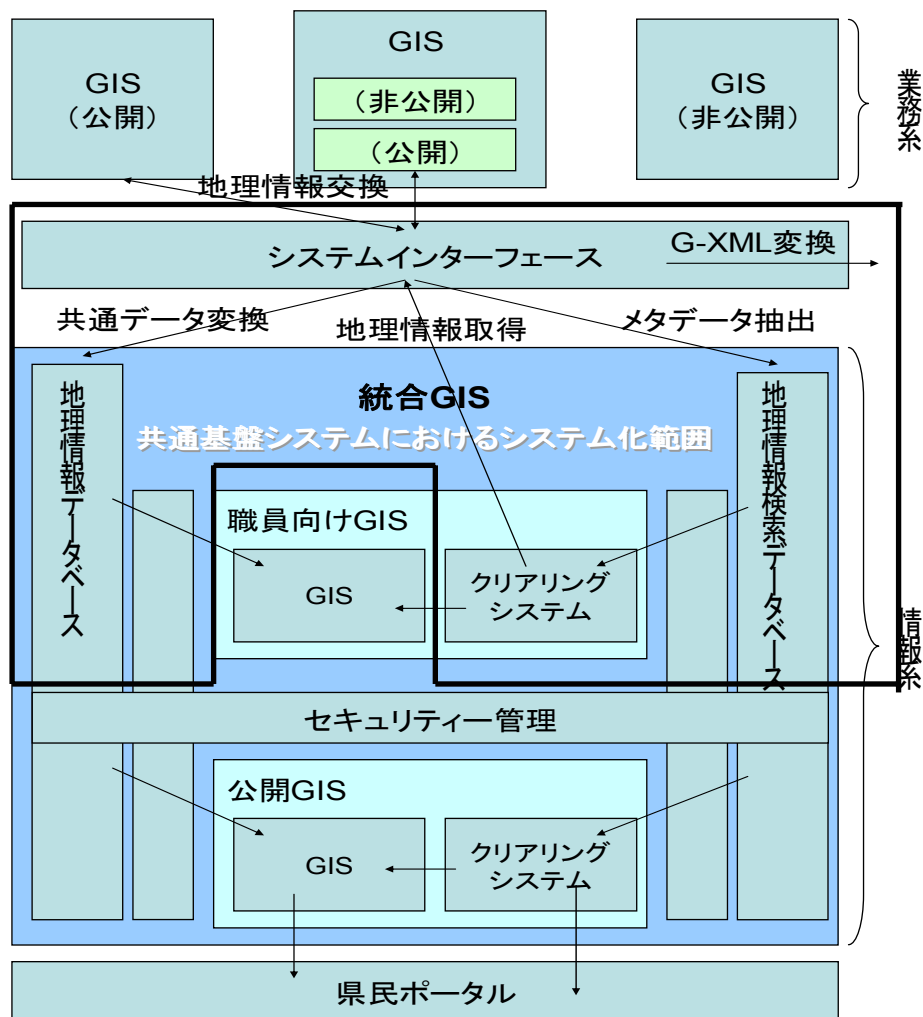 GIS
（公開）
GIS
（非公開）
（公開）
GIS
（非公開）
業務系
地理情報交換
システムインターフェース
G-XML変換
共通データ変換
地理情報取得
メタデータ抽出
統合GIS
共通基盤システムにおけるシステム化範囲
地理情報データベース
地理情報検索データベース
職員向けGIS
GIS
クリアリング
システム
情報系
セキュリティー管理
公開GIS
GIS
クリアリング
システム
県民ポータル